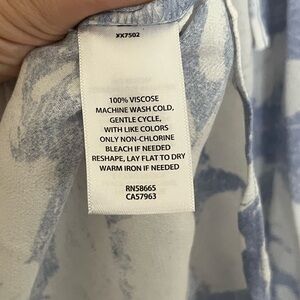 XX7502
100% VISCOSE
MACHINE WASH COLD,
GENTLE CYCLE,
WITH LIKE COLORS
ONLY NON-CHLORINE
BLEACH IF NEEDED
RESHAPE, LAY FLAT TO DRY
WARM IRON IF NEEDED
RN58665
CA57963